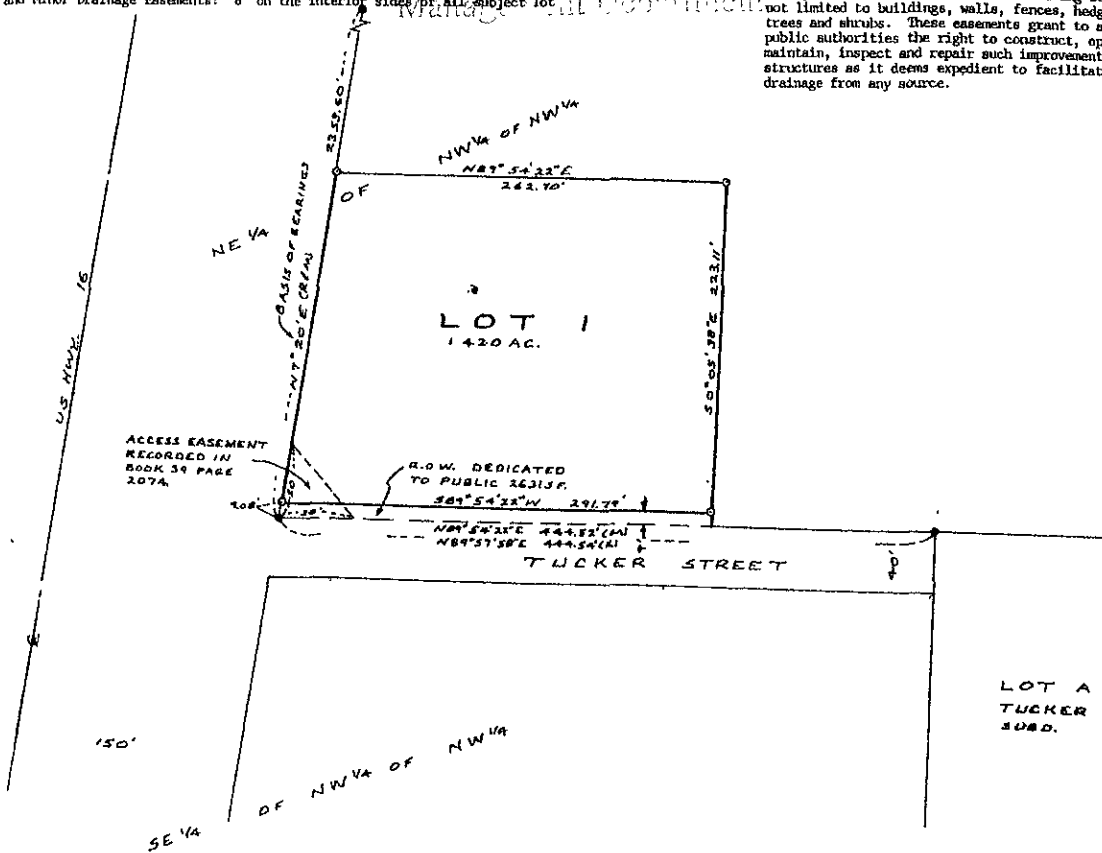 and Minor Drainage Easements: 8' on the interior sides of all subject lot
not limited to buildings, walls, fences, hedg
trees and shrubs. These easements grant to a
public authorities the right to construct, op
maintain, inspect and repair such improvement
structures as it deems expedient to facilitat
drainage from any source.
2353.60'
NW 1/4 OF NW 1/4
N89°54'22"E
262.70'
OF
NE 1/4
BASIS OF BEARINGS
N7°20'E (R&M)
US HWY. 16
S0°05'38"E 223.11'
LOT 1
1.420 AC.
ACCESS EASEMENT
RECORDED IN
BOOK 39 PAGE
2074.
50'
R.O.W. DEDICATED
TO PUBLIC 2631 S.F.
S89°54'22"W 291.79'
N89°54'22"E 444.52'(M)
N89°57'58"E 444.54'(R)
TUCKER STREET
40'
LOT A
TUCKER
SUBD.
150'
SE 1/4 OF NW 1/4 OF NW 1/4